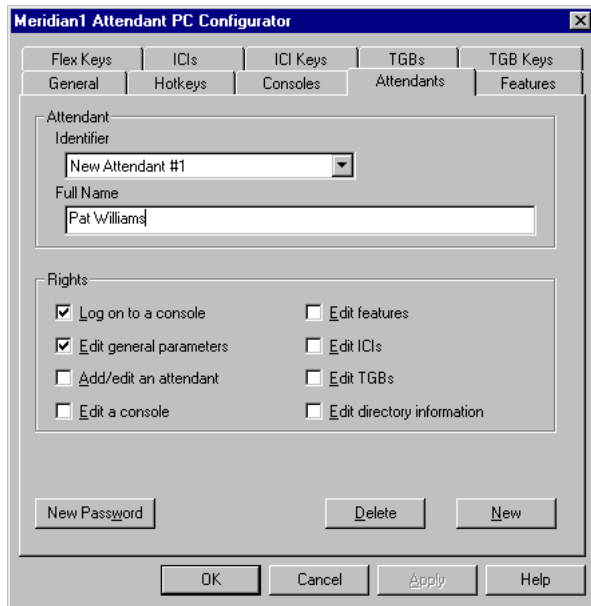 Meridian1 Attendant PC Configurator
Flex Keys ICIs ICI Keys TGBs TGB Keys
General Hotkeys Consoles Attendants Features
Attendant
Identifier
New Attendant #1
Full Name
Pat Williams
Rights
Log on to a console Edit features
Edit general parameters Edit ICIs
Add/edit an attendant Edit TGBs
Edit a console Edit directory information
New Password Delete New
OK Cancel Apply Help